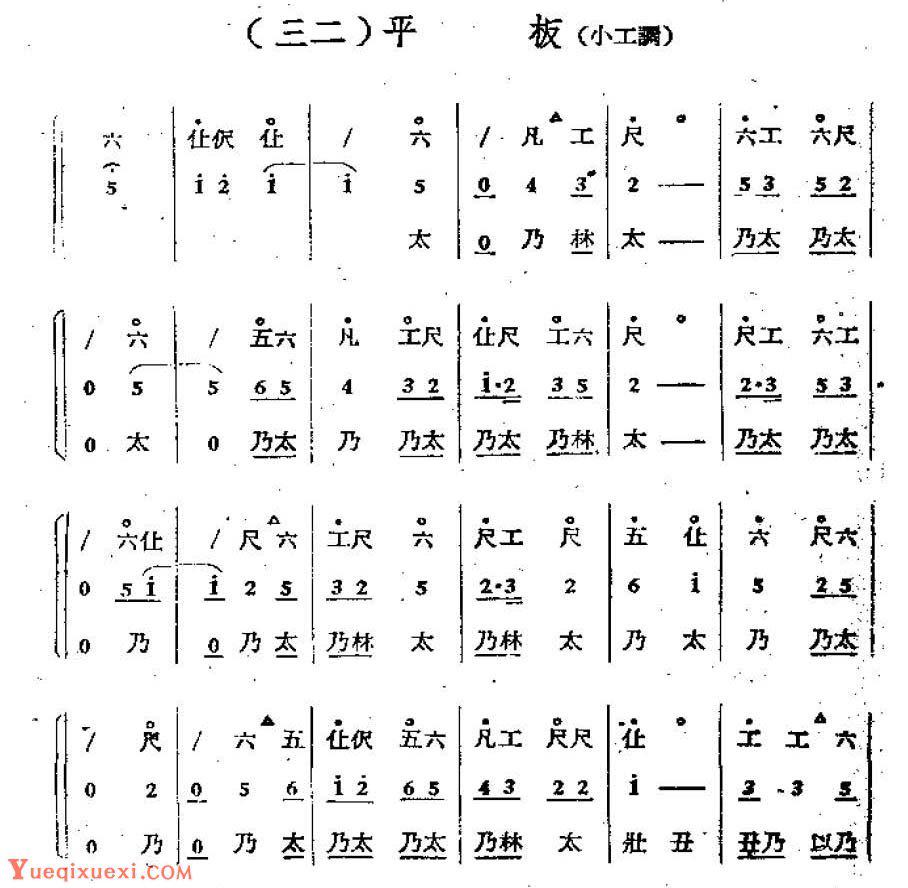 （三二）平 板（小工調）
六 仩伬 仩 / 六 / 凡 工 尺 六工 六尺
5 i 2 i i 5 0 4 3 2 — 5 3 5 2
太 0 乃 林 太 — 乃太 乃太
/ 六 / 五六 凡 工尺 仩尺 工六 尺 尺工 六工
0 5 5 6 5 4 3 2 i·2 3 5 2 — 2·3 5 3
0 太 0 乃太 乃 乃太 乃太 乃林 太 — 乃太 乃太
/ 六仩 / 尺 六 工尺 六 尺工 尺 五 仩 六 尺六
0 5 i i 2 5 3 2 5 2·3 2 6 i 5 2 5
0 乃 0 乃 太 乃林 太 乃林 太 乃 太 乃 乃太
/ 尺 / 六 五 仩伬 五六 凡工 尺尺 仩 工 工 六
0 2 0 5 6 i 2 6 5 4 3 2 2 i — 3 · 3 5
0 乃 0 乃 太 乃太 乃太 乃林 太 壯 丑 丑乃 以乃
Yueqixuexi.com（乐器学习网）